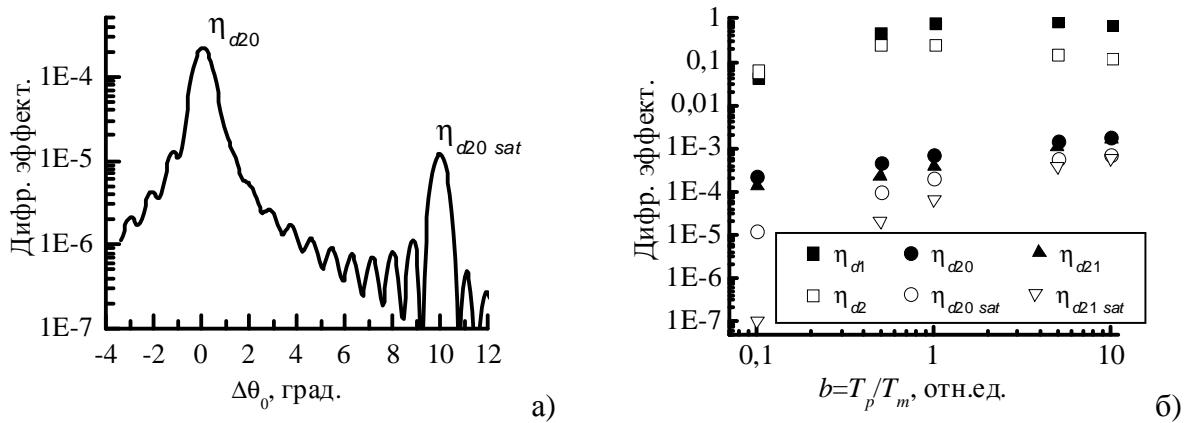 Дифр. эффект.
1E-4
1E-5
1E-6
1E-7
η_d20
η_d20 sat
-4 -2 0 2 4 6 8 10 12
Δθ_0, град.
а)
Дифр. эффект.
1
0,1
0,01
1E-3
1E-4
1E-5
1E-6
1E-7
η_d1 η_d20 η_d21
η_d2 η_d20 sat η_d21 sat
0,1 1 10
b=T_p/T_m, отн.ед.
б)